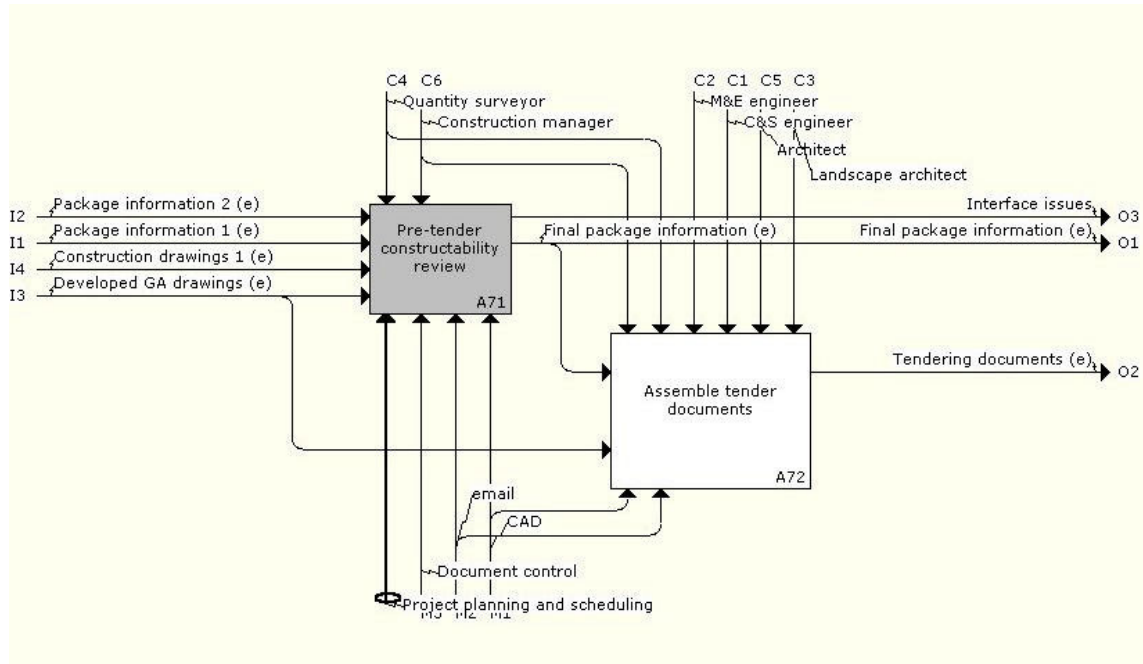 C4 C6 C2 C1 C5 C3
Quantity surveyor
M&E engineer
Construction manager
C&S engineer
Architect
Landscape architect
I2 Package information 2 (e)
I1 Package information 1 (e)
I4 Construction drawings 1 (e)
I3 Developed GA drawings (e)
Pre-tender
constructability
review
A71
Interface issues O3
Final package information (e)
Final package information (e) O1
Tendering documents (e) O2
Assemble tender
documents
A72
email
CAD
Document control
Project planning and scheduling
M3 M2 M1